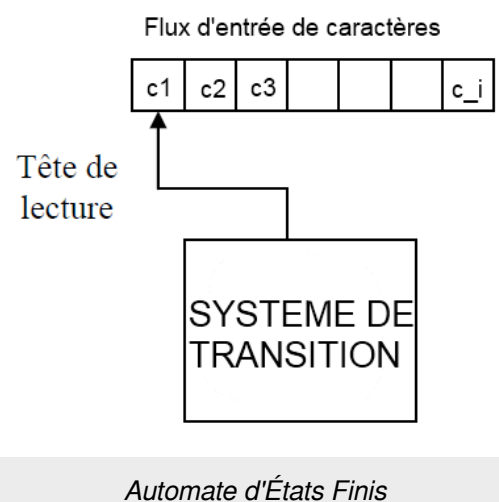 Flux d'entrée de caractères
c1 c2 c3 c_i
Tête de
lecture
SYSTEME DE
TRANSITION
Automate d'États Finis